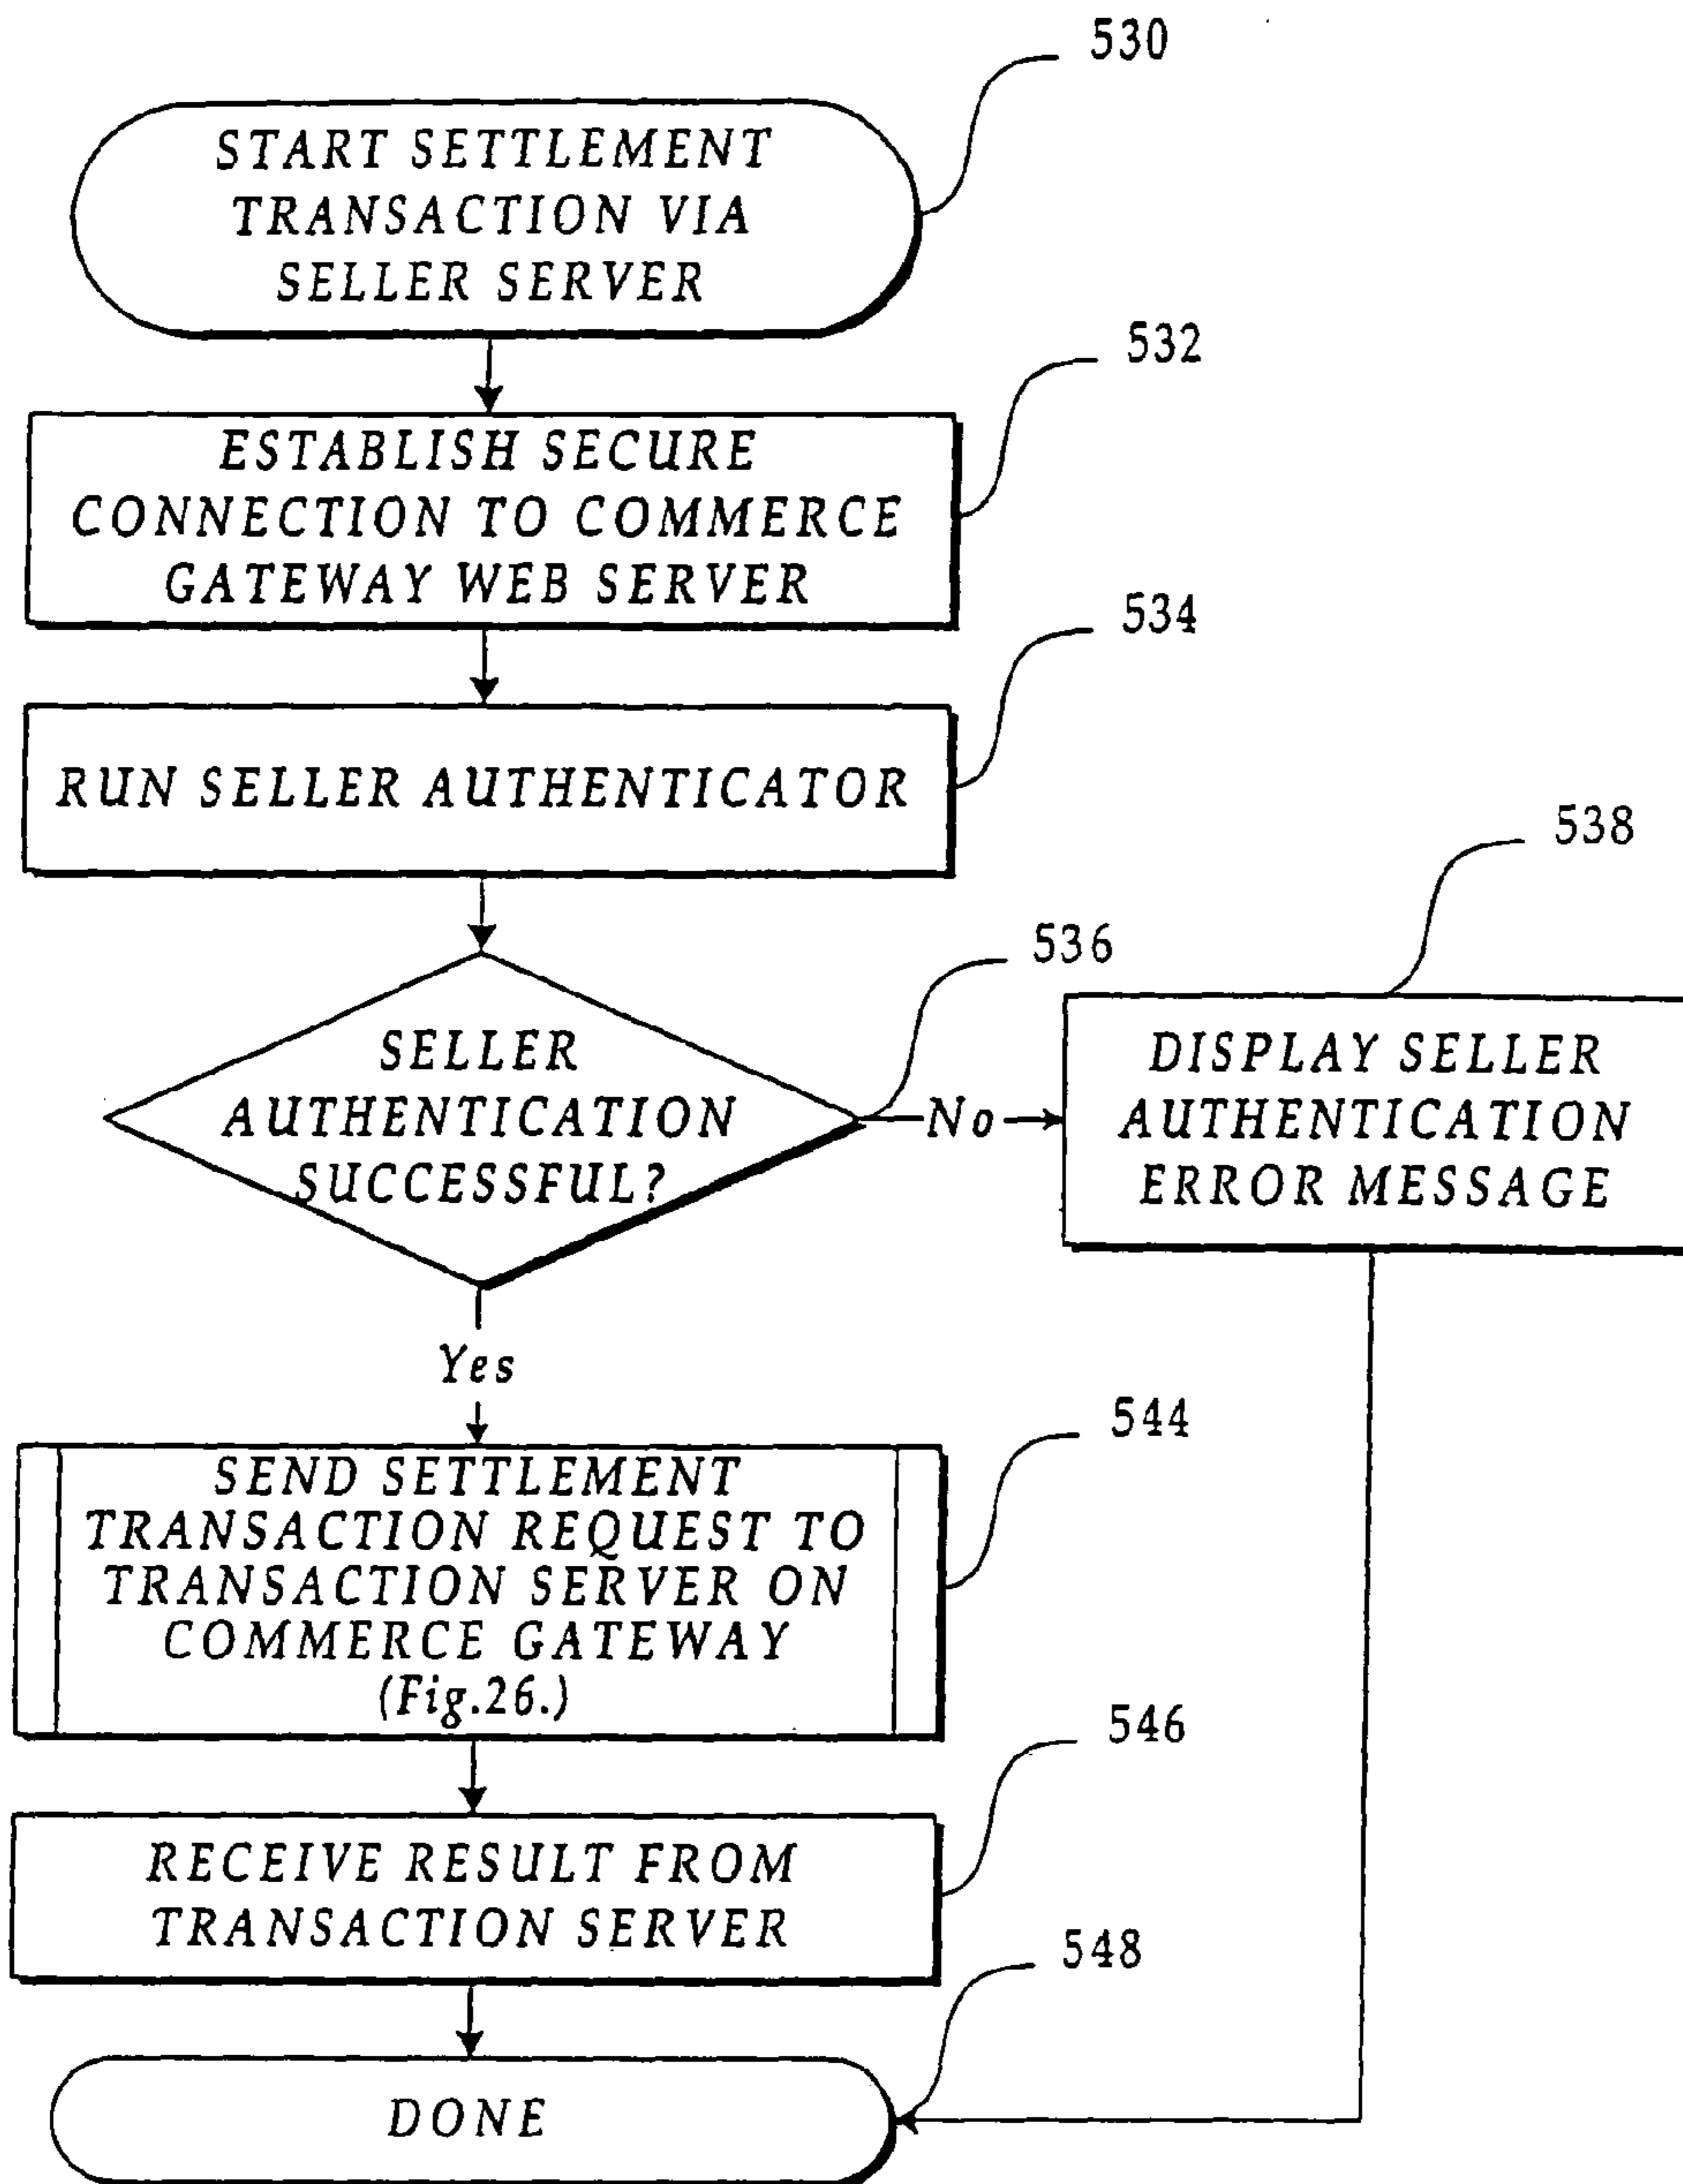 530
START SETTLEMENT
TRANSACTION VIA
SELLER SERVER
532
ESTABLISH SECURE
CONNECTION TO COMMERCE
GATEWAY WEB SERVER
534
RUN SELLER AUTHENTICATOR
536
SELLER
AUTHENTICATION
SUCCESSFUL?
No
538
DISPLAY SELLER
AUTHENTICATION
ERROR MESSAGE
Yes
544
SEND SETTLEMENT
TRANSACTION REQUEST TO
TRANSACTION SERVER ON
COMMERCE GATEWAY
(Fig.26.)
546
RECEIVE RESULT FROM
TRANSACTION SERVER
548
DONE